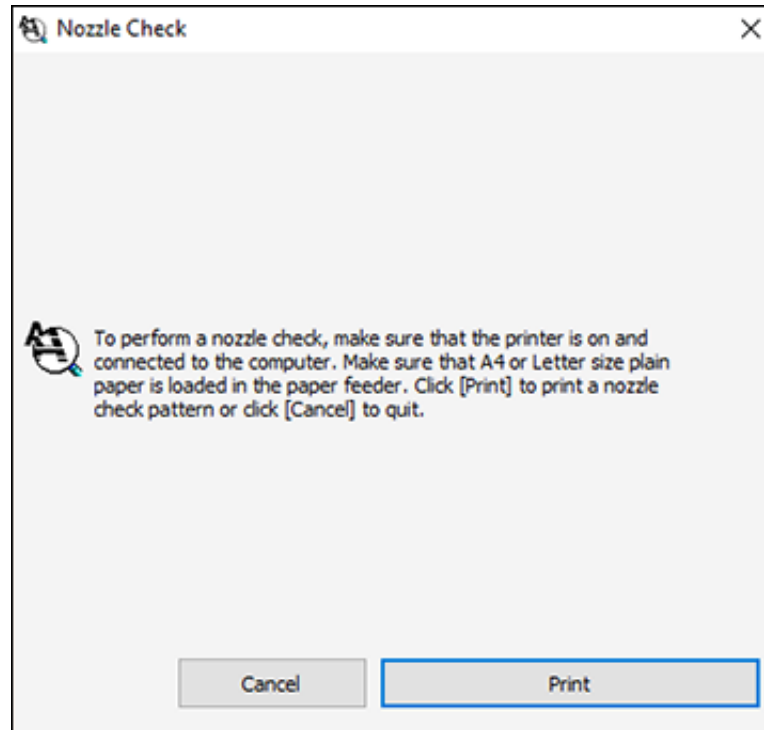 Nozzle Check
To perform a nozzle check, make sure that the printer is on and
connected to the computer. Make sure that A4 or Letter size plain
paper is loaded in the paper feeder. Click [Print] to print a nozzle
check pattern or click [Cancel] to quit.
Cancel Print